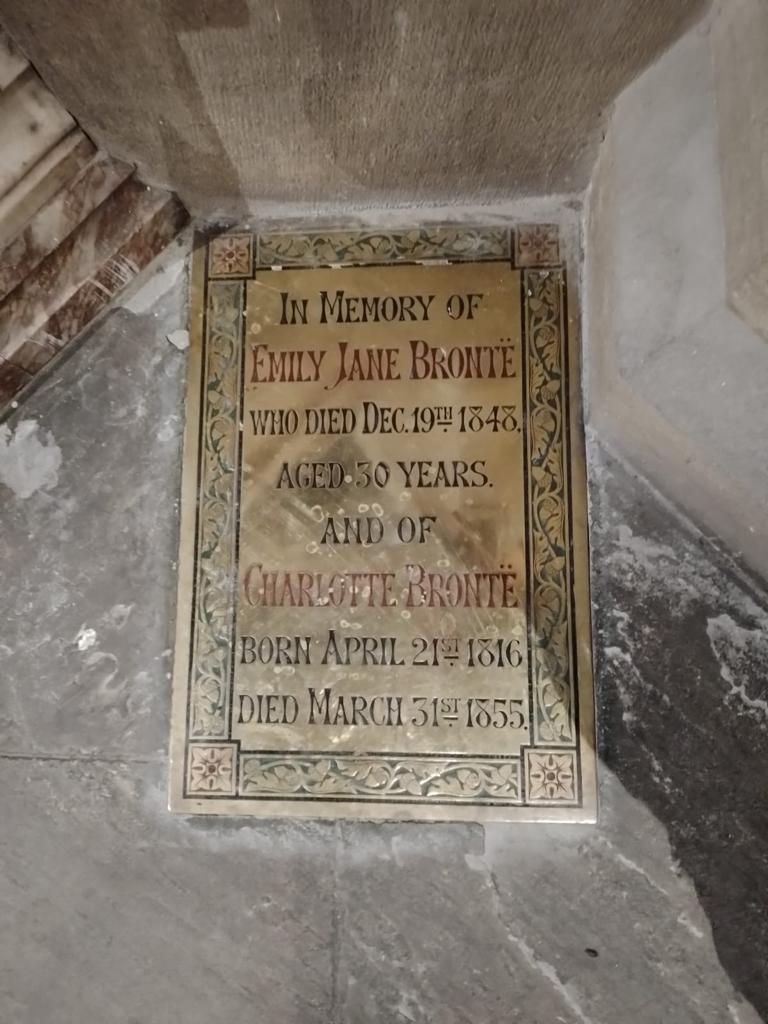 In Memory of
Emily Jane Brontë
who died Dec. 19TH 1848,
aged 30 years.
and of
Charlotte Brontë
born April 21ST 1816
died March 31ST 1855.